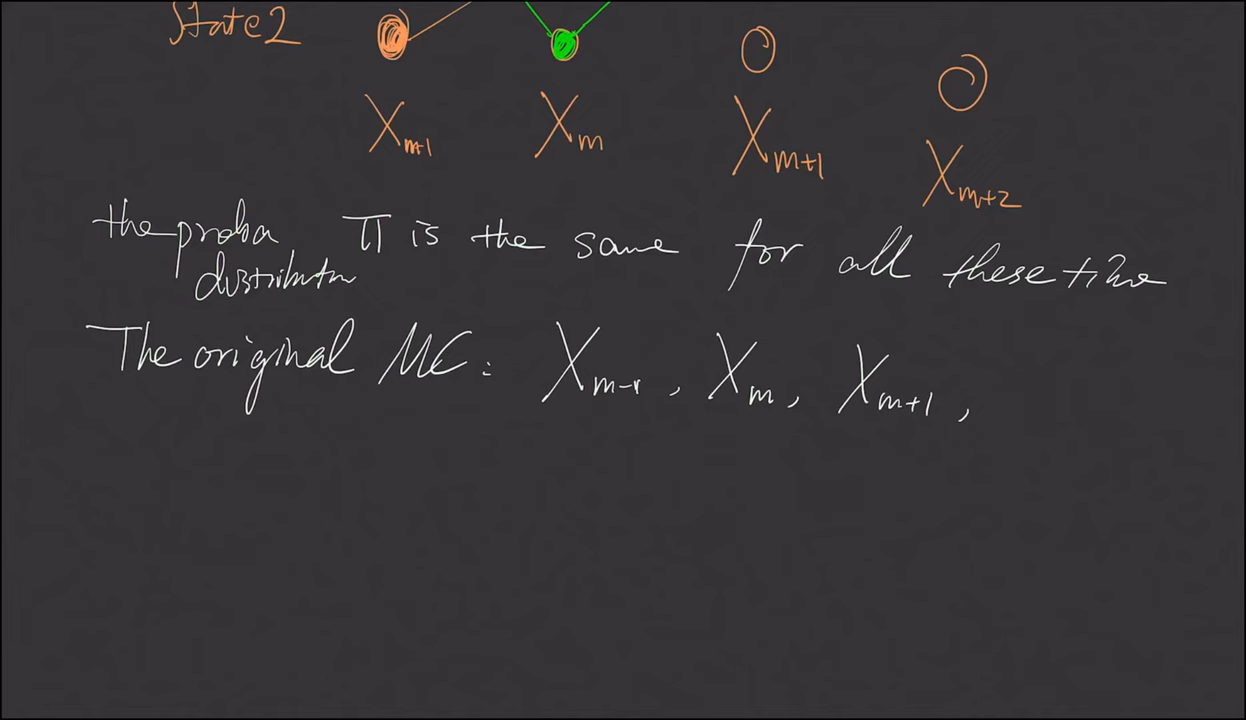 State 2
X_{m+1} X_m X_{m+1} X_{m+2}
the proba distribution π is the same for all these time
The original MC: X_{m-1}, X_m, X_{m+1},